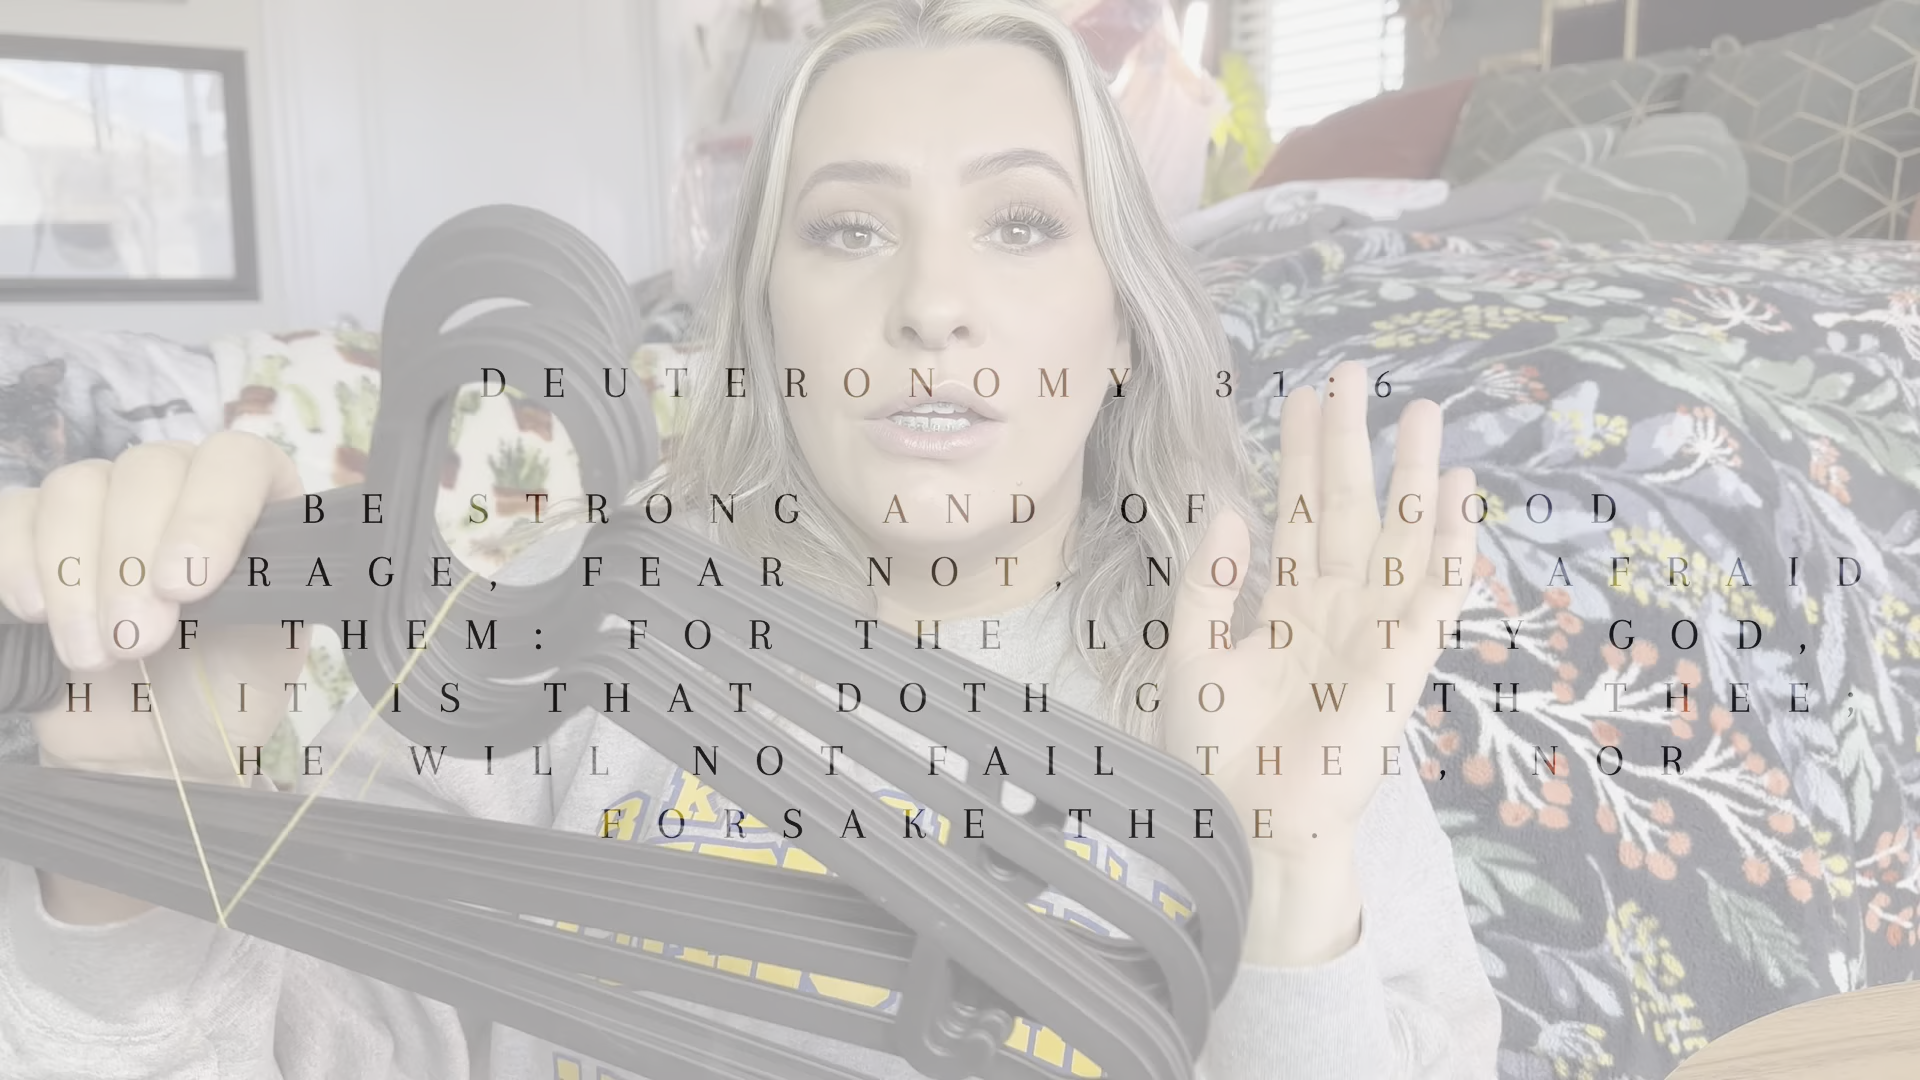 DEUTERONOMY 31:6
BE STRONG AND OF A GOOD
COURAGE, FEAR NOT, NOR BE AFRAID
OF THEM: FOR THE LORD THY GOD,
HE IT IS THAT DOTH GO WITH THEE;
HE WILL NOT FAIL THEE, NOR
FORSAKE THEE.